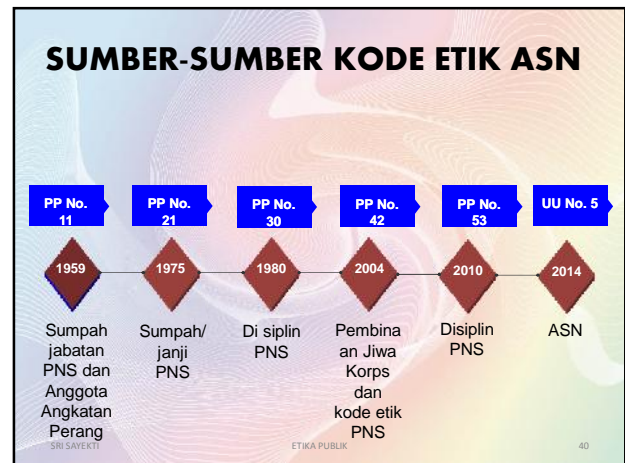 SUMBER-SUMBER KODE ETIK ASN
PP No.
11
PP No.
21
PP No.
30
PP No.
42
PP No.
53
UU No. 5
1959
1975
1980
2004
2010
2014
Sumpah
jabatan
PNS dan
Anggota
Angkatan
Perang
Sumpah/
janji
PNS
Di siplin
PNS
Pembina
an Jiwa
Korps
dan
kode etik
PNS
Disiplin
PNS
ASN
SRI SAYEKTI
ETIKA PUBLIK
40